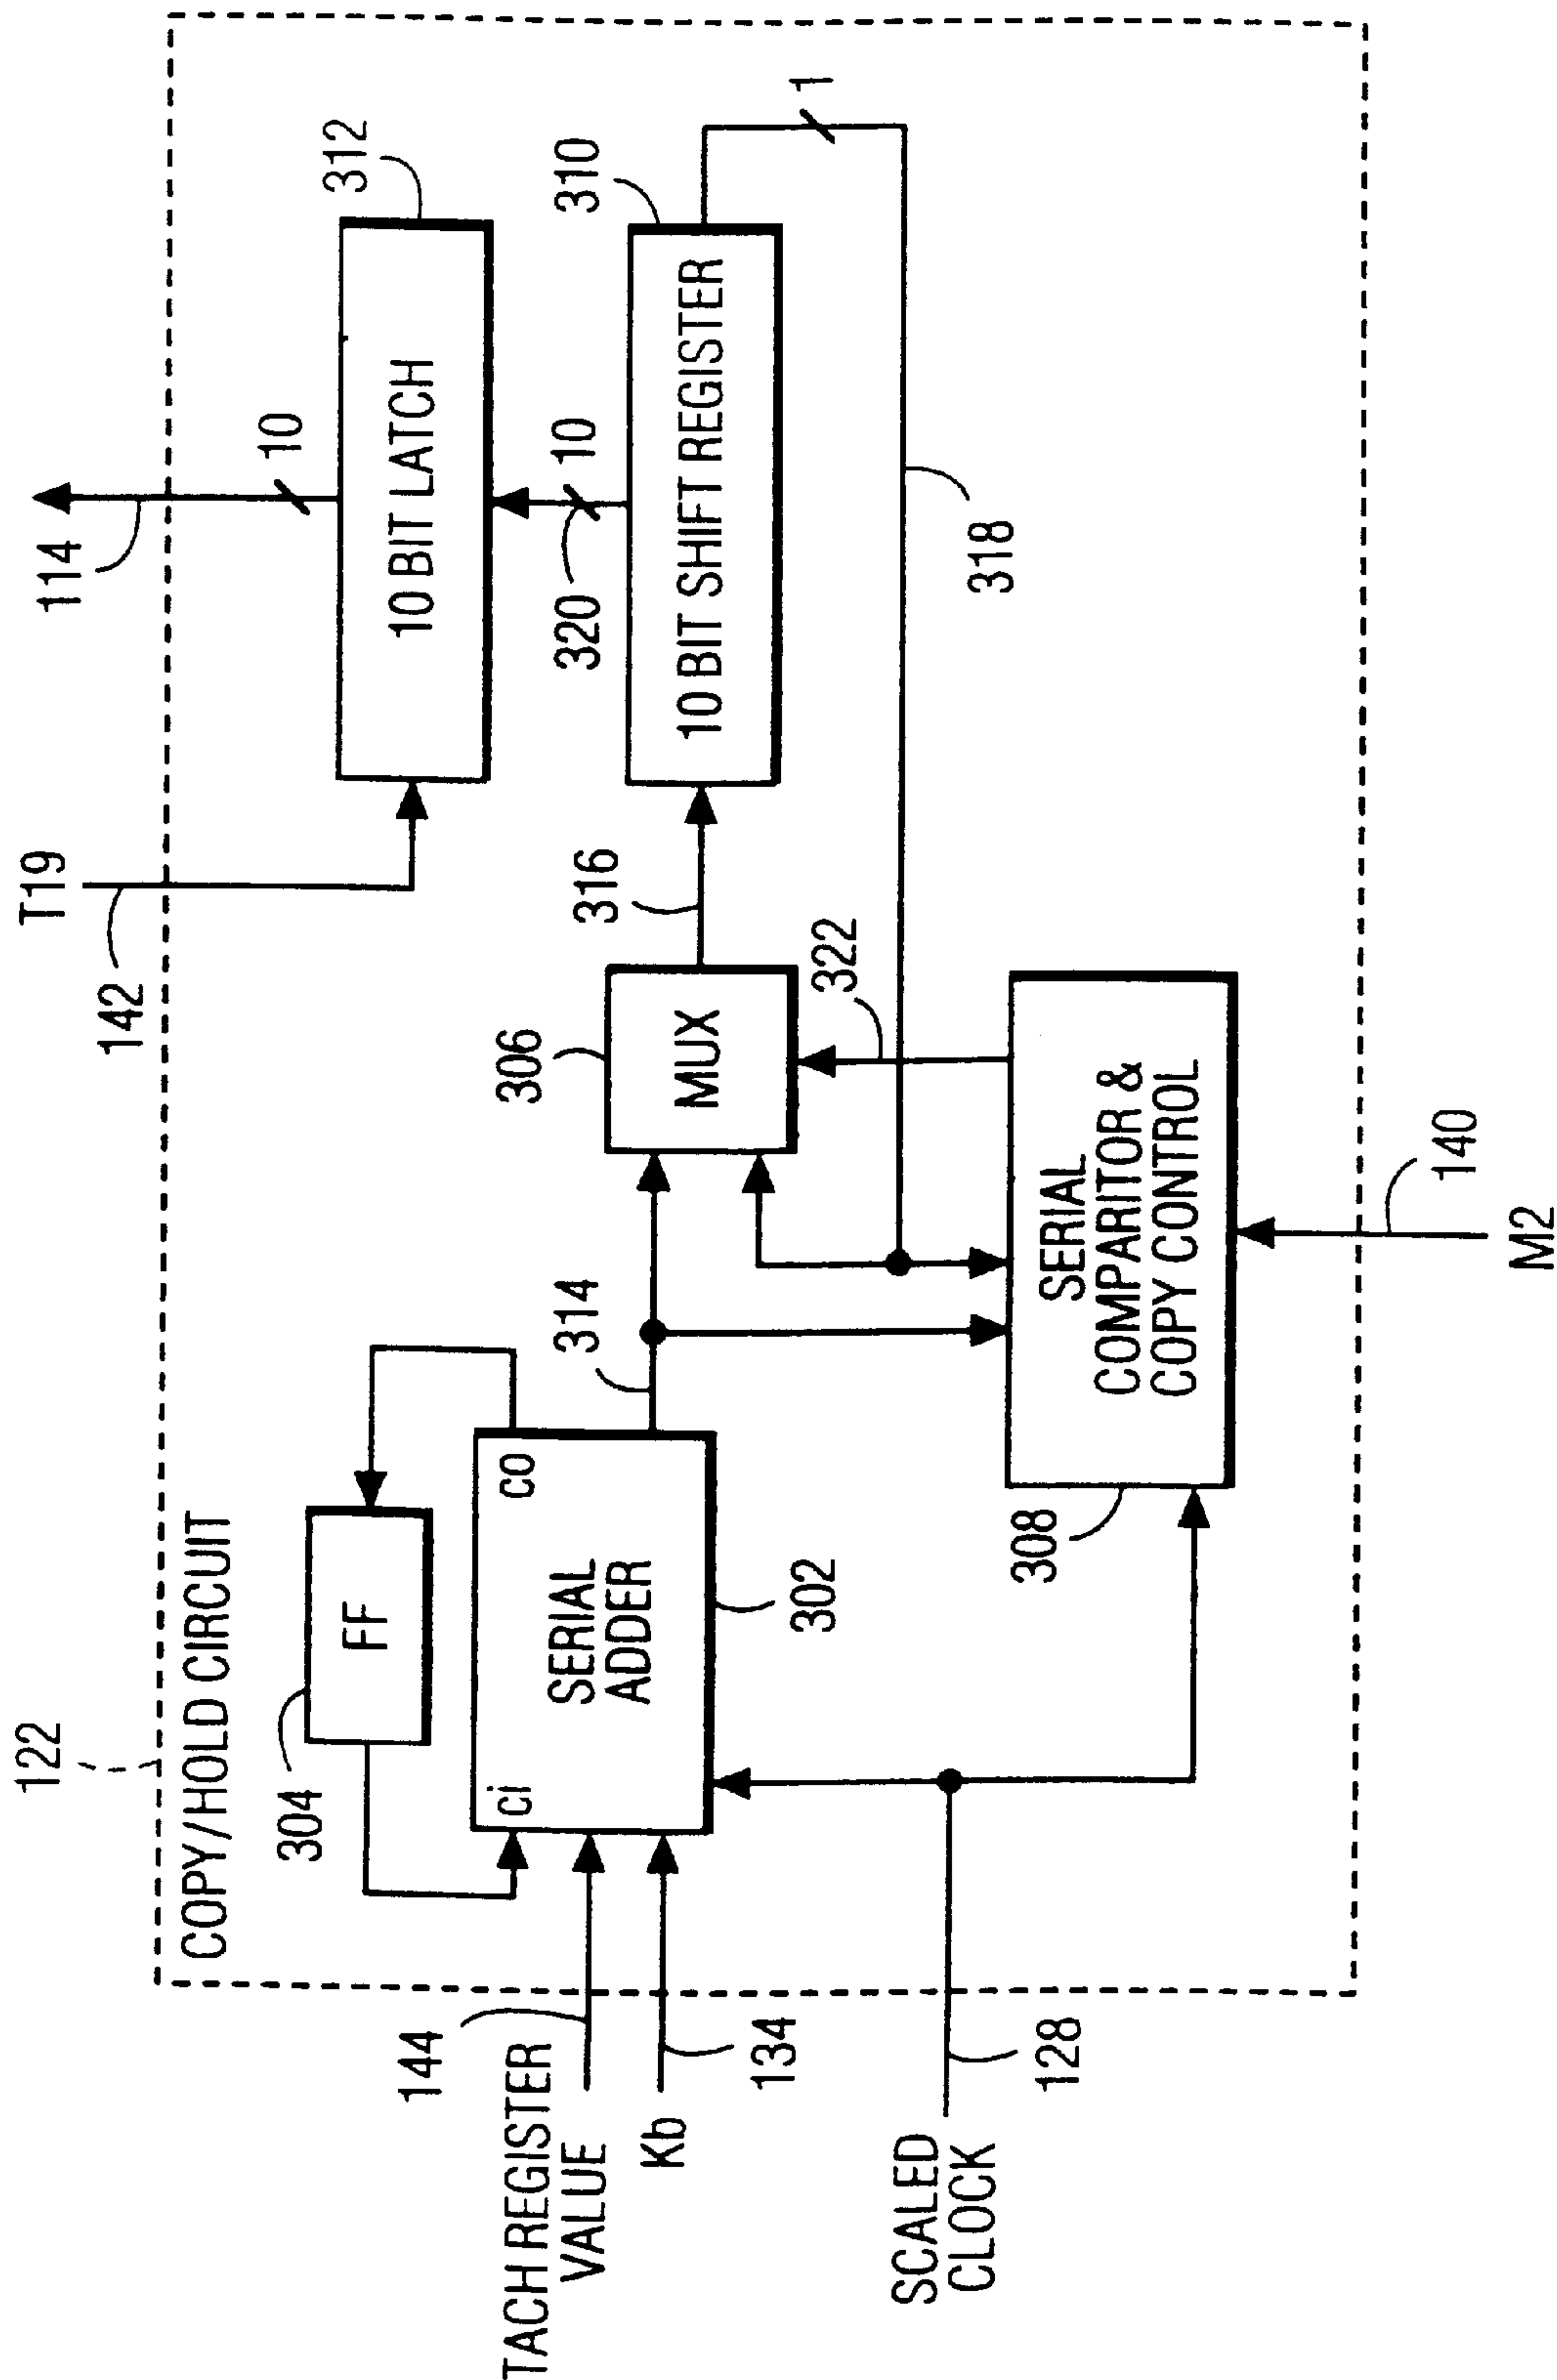 122
COPY/HOLD CIRCUIT
T19
142
114
10
10 BIT LATCH
312
304
FF
320
10
306
MUX
316
10 BIT SHIFT REGISTER
310
1
ci
co
SERIAL
ADDER
302
314
322
318
144
TACH REGISTER
VALUE
Kb
134
SCALED
CLOCK
128
308
SERIAL
COMPARITOR &
COPY CONTROL
140
M2